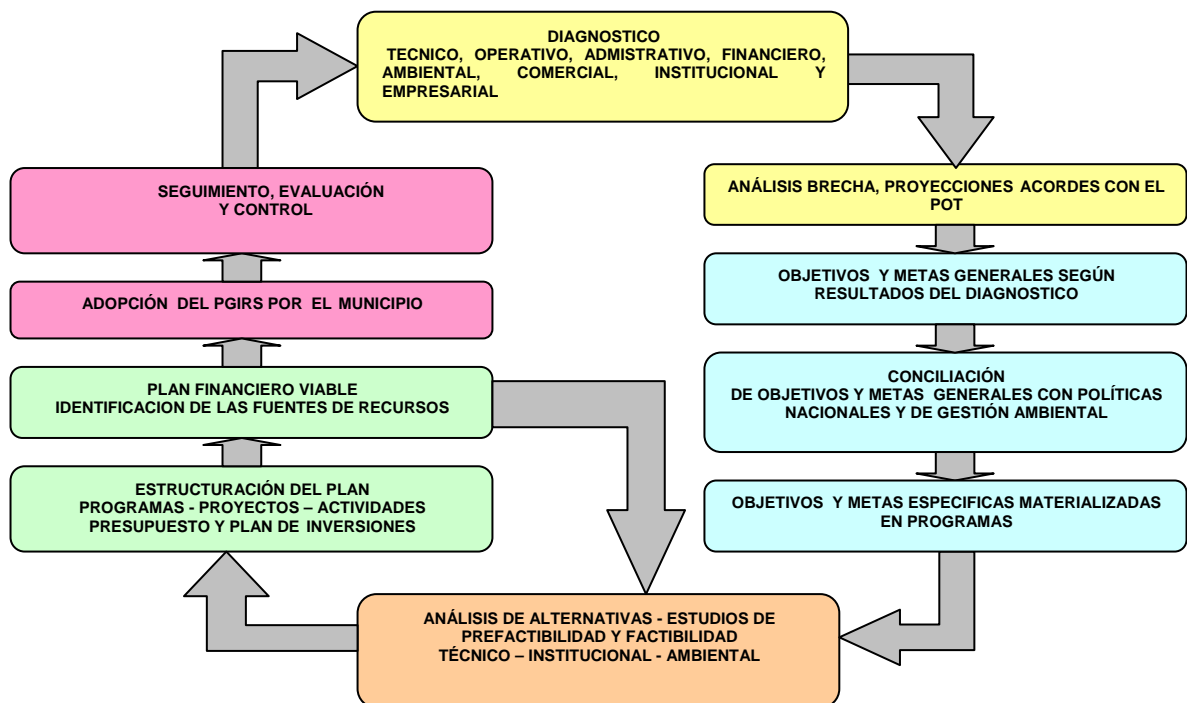 DIAGNOSTICO
TECNICO, OPERATIVO, ADMISTRATIVO, FINANCIERO,
AMBIENTAL, COMERCIAL, INSTITUCIONAL Y
EMPRESARIAL
ANÁLISIS BRECHA, PROYECCIONES ACORDES CON EL
POT
OBJETIVOS Y METAS GENERALES SEGÚN
RESULTADOS DEL DIAGNOSTICO
CONCILIACIÓN
DE OBJETIVOS Y METAS GENERALES CON POLÍTICAS
NACIONALES Y DE GESTIÓN AMBIENTAL
OBJETIVOS Y METAS ESPECIFICAS MATERIALIZADAS
EN PROGRAMAS
ANÁLISIS DE ALTERNATIVAS - ESTUDIOS DE
PREFACTIBILIDAD Y FACTIBILIDAD
TÉCNICO – INSTITUCIONAL - AMBIENTAL
ESTRUCTURACIÓN DEL PLAN
PROGRAMAS - PROYECTOS – ACTIVIDADES
PRESUPUESTO Y PLAN DE INVERSIONES
PLAN FINANCIERO VIABLE
IDENTIFICACION DE LAS FUENTES DE RECURSOS
ADOPCIÓN DEL PGIRS POR EL MUNICIPIO
SEGUIMIENTO, EVALUACIÓN
Y CONTROL